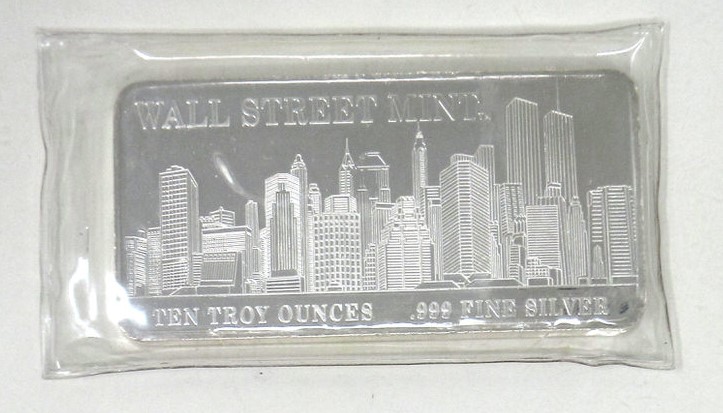 WALL STREET MINT
TEN TROY OUNCES .999 FINE SILVER